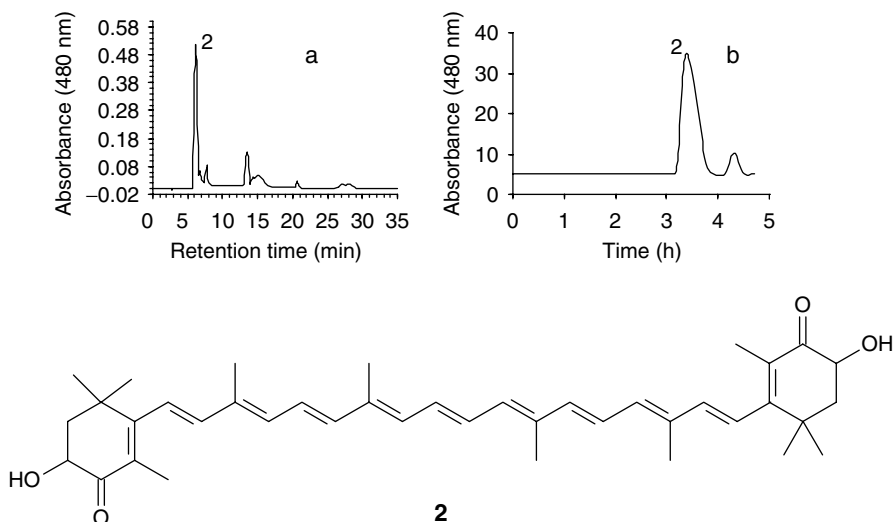 Absorbance (480 nm)
0.58
0.48
0.38
0.28
0.18
0.08
−0.02
2
a
0 5 10 15 20 25 30 35
Retention time (min)
Absorbance (480 nm)
40
30
20
10
0
2
b
0 1 2 3 4 5
Time (h)
O
OH
HO
O
2